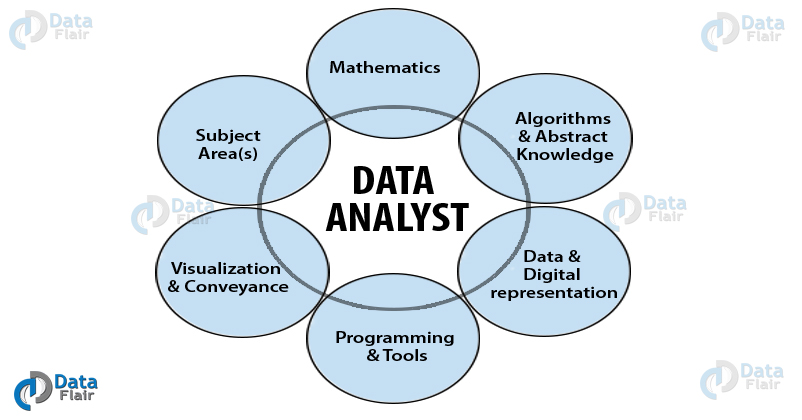 Data
Flair
Data
Flair
Mathematics
Algorithms
& Abstract
Knowledge
Subject
Area(s)
DATA
ANALYST
Data
Flair
Data
Flair
Visualization
& Conveyance
Data &
Digital
representation
Programming
& Tools
Data
Flair
Data
Flair